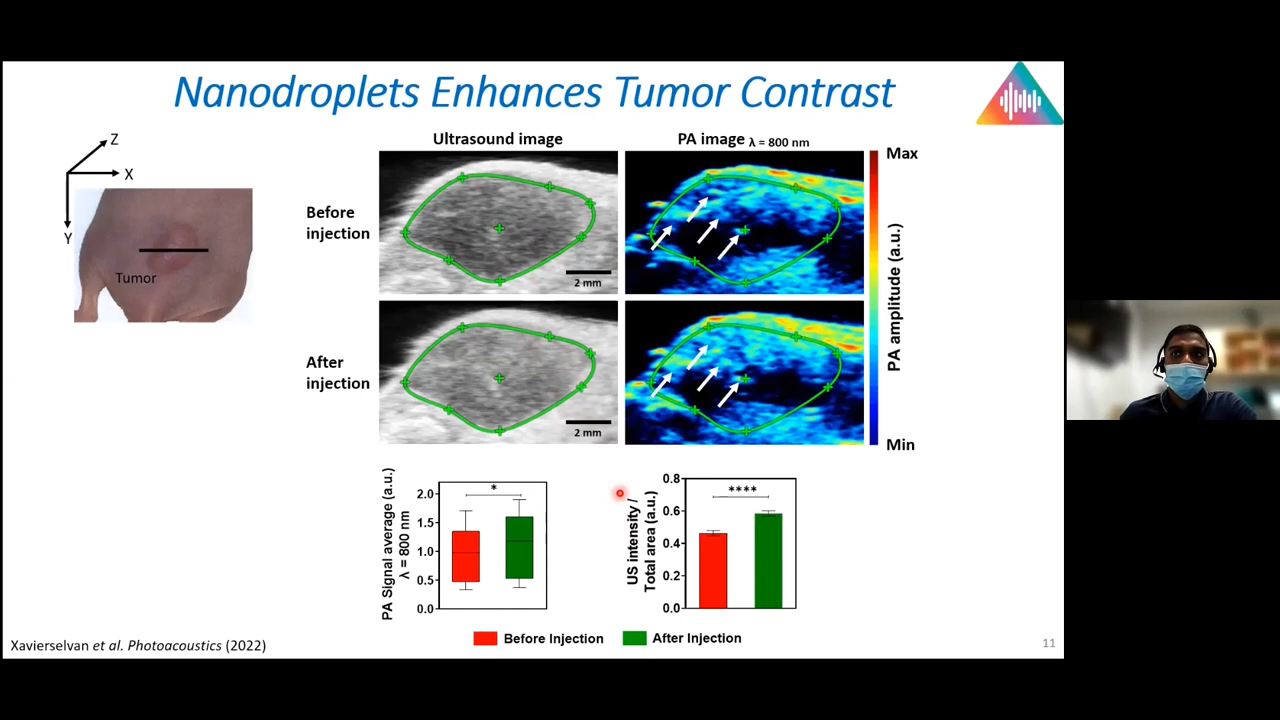 Nanodroplets Enhances Tumor Contrast
Z
X
Y
Tumor
Ultrasound image
PA image λ = 800 nm
Before
injection
2 mm
After
injection
2 mm
Max
PA amplitude (a.u.)
Min
PA Signal average (a.u.)
λ = 800 nm
2.0
1.5
1.0
0.5
0.0
*
US intensity /
Total area (a.u.)
0.8
0.6
0.4
0.2
0.0
****
Before Injection
After Injection
Xavierselvan et al. Photoacoustics (2022)
11